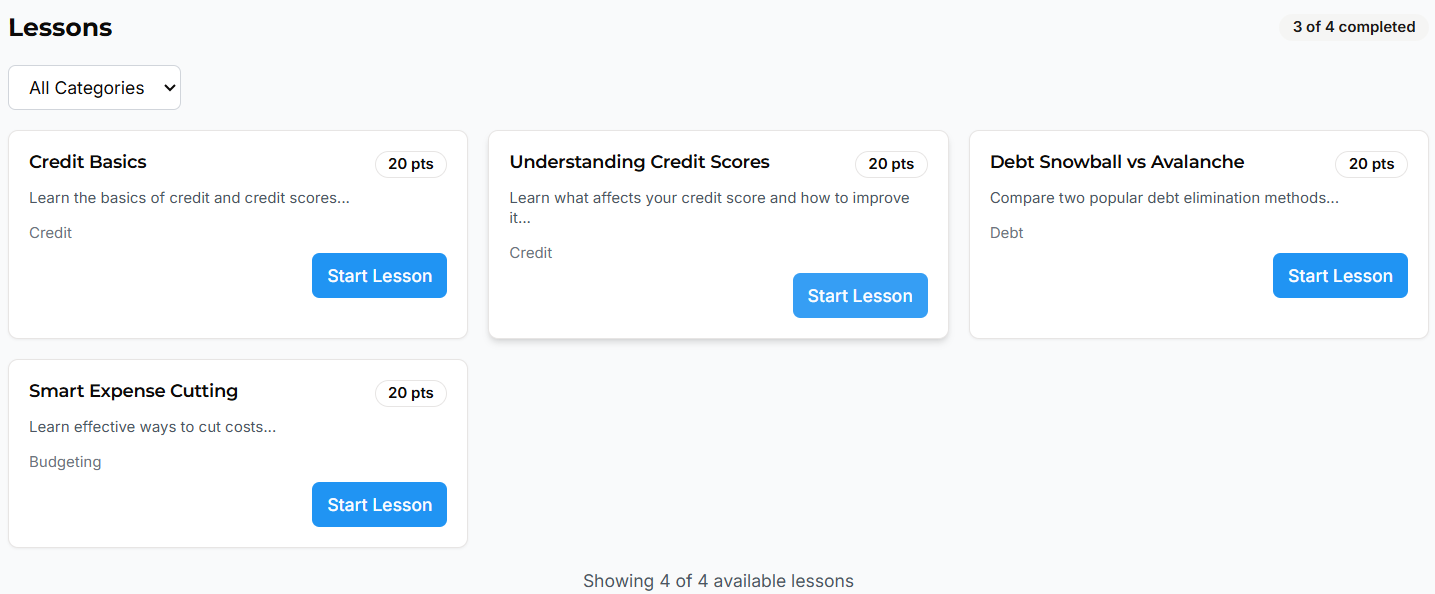 Lessons
3 of 4 completed
All Categories
Credit Basics
20 pts
Learn the basics of credit and credit scores...
Credit
Start Lesson
Understanding Credit Scores
20 pts
Learn what affects your credit score and how to improve
it...
Credit
Start Lesson
Debt Snowball vs Avalanche
20 pts
Compare two popular debt elimination methods...
Debt
Start Lesson
Smart Expense Cutting
20 pts
Learn effective ways to cut costs...
Budgeting
Start Lesson
Showing 4 of 4 available lessons